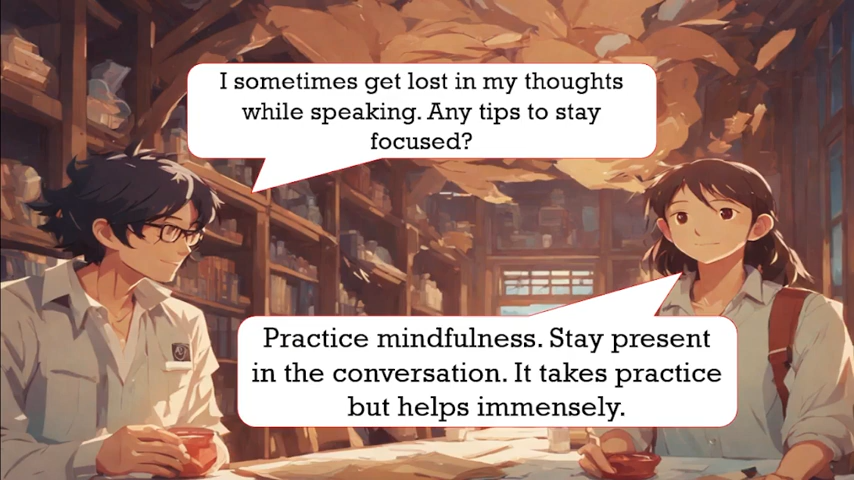 I sometimes get lost in my thoughts
while speaking. Any tips to stay
focused?
Practice mindfulness. Stay present
in the conversation. It takes practice
but helps immensely.